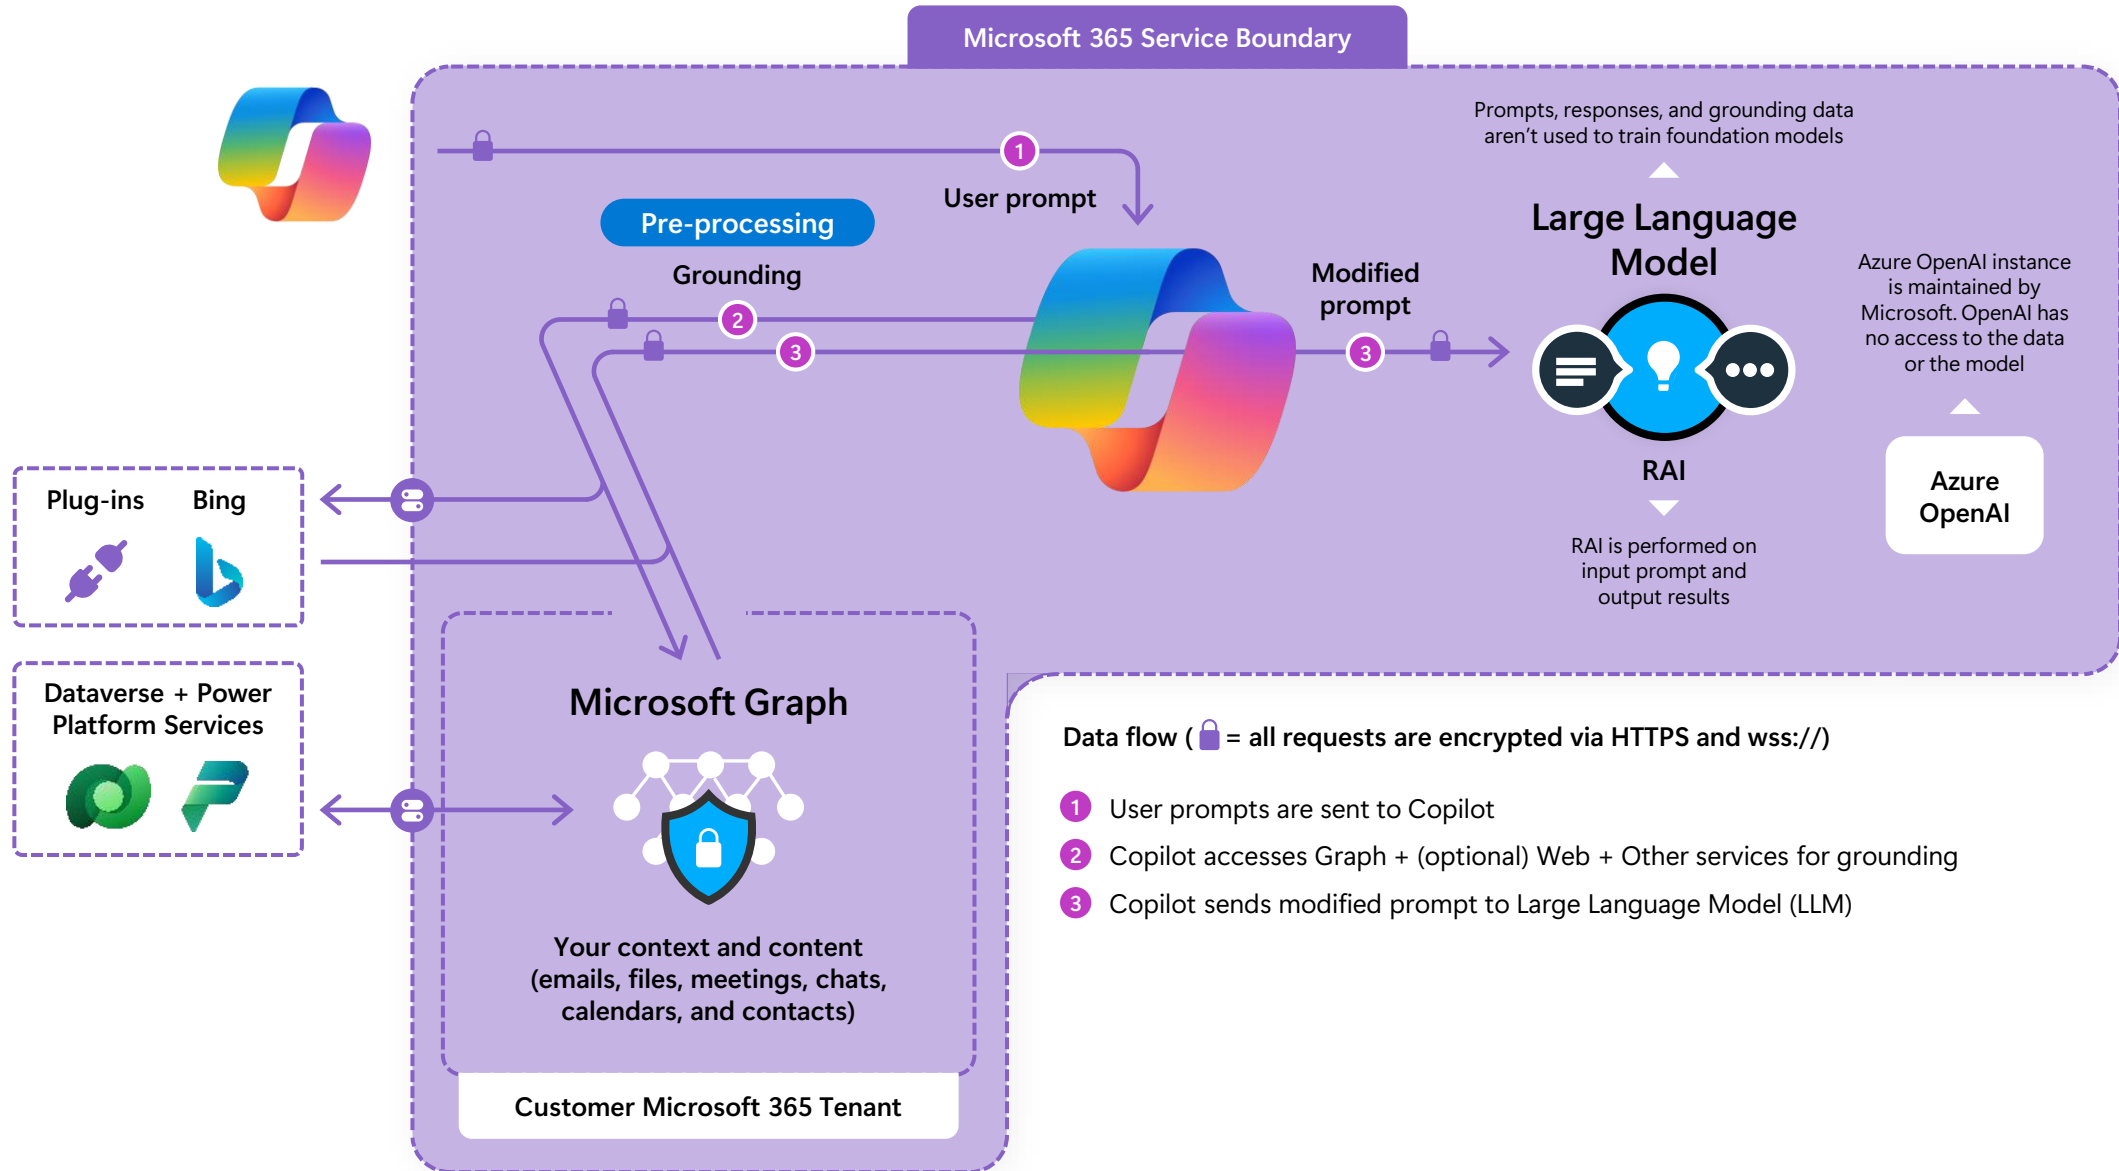 Microsoft 365 Service Boundary
Prompts, responses, and grounding data
aren't used to train foundation models
1
User prompt
Pre-processing
Grounding
2
3
Modified
prompt
3
Large Language
Model
RAI
RAI is performed on
input prompt and
output results
Azure OpenAI instance
is maintained by
Microsoft. OpenAI has
no access to the data
or the model
Azure
OpenAI
Plug-ins
Bing
Dataverse + Power
Platform Services
Microsoft Graph
Your context and content
(emails, files, meetings, chats,
calendars, and contacts)
Customer Microsoft 365 Tenant
Data flow ( = all requests are encrypted via HTTPS and wss://)
1 User prompts are sent to Copilot
2 Copilot accesses Graph + (optional) Web + Other services for grounding
3 Copilot sends modified prompt to Large Language Model (LLM)